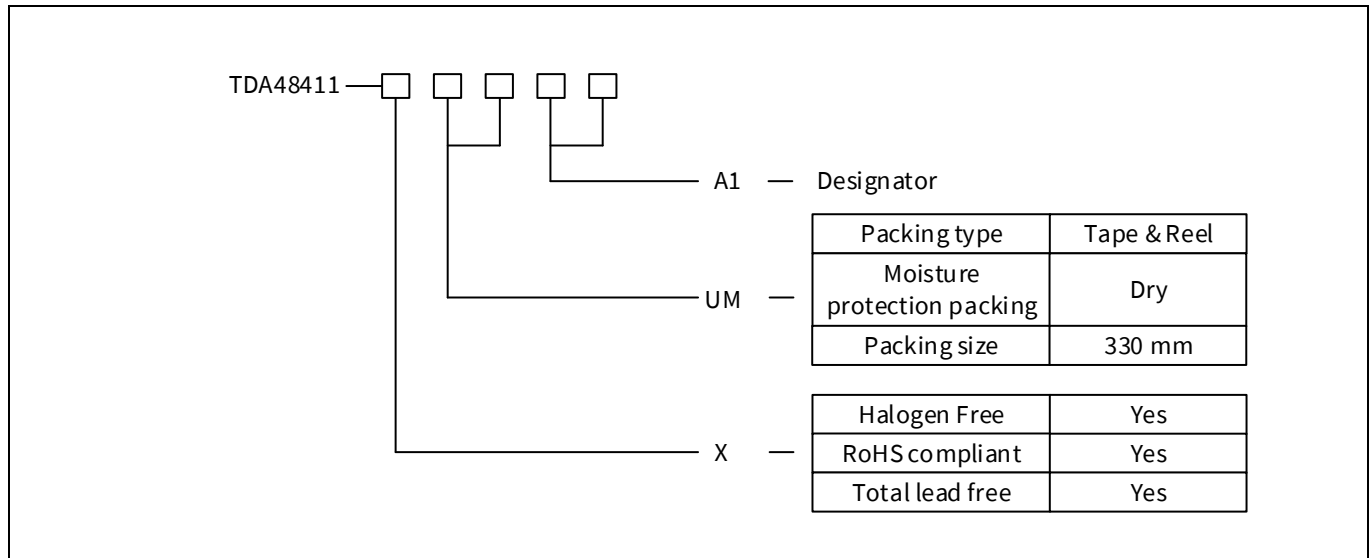 TDA48411
A1 — Designator
Packing type Tape & Reel
Moisture
protection packing Dry
UM —
Packing size 330 mm
Halogen Free Yes
X — RoHS compliant Yes
Total lead free Yes